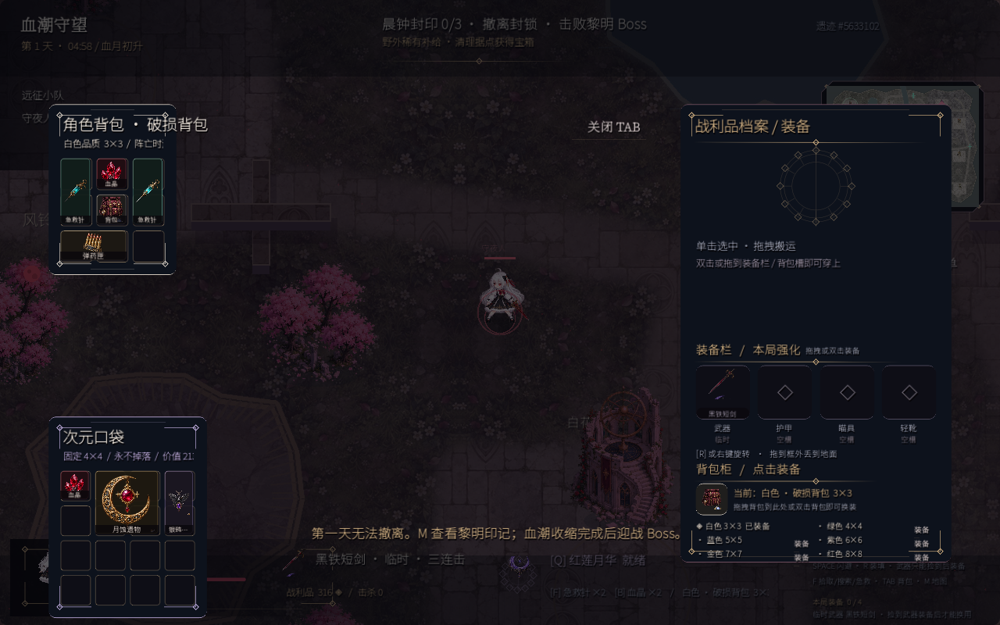 血潮守望
第 1 天 · 04:58 / 血月初升
晨钟封印 0/3 · 撤离封锁 · 击败黎明 Boss
野外稀有补给 · 清理据点获得宝箱
遗迹 #5633102
远征小队
守夜人
角色背包 · 破损背包
白色品质 3×3 / 阵亡时
急救针
血晶
背包
急救针
弹药匣
关闭 TAB
战利品档案 / 装备
单击选中 · 拖拽搬运
双击或拖到装备栏 / 背包槽即可穿上
装备栏 / 本局强化 拖拽或双击装备
黑铁短剑
武器
临时
护甲
空槽
瞄具
空槽
轻靴
空槽
[R] 或右键旋转 · 拖到框外丢到地面
背包柜 / 点击装备
当前: 白色 · 破损背包 3×3
拖拽背包到此处或双击背包即可换装
◆ 白色 3×3 已装备
· 绿色 4×4 装备
· 蓝色 5×5 装备
· 紫色 6×6 装备
· 金色 7×7 装备
· 红色 8×8 装备
风铃
白花
次元口袋
固定 4×4 / 永不掉落 / 价值 21
血晶
月蚀遗物
银鸦…
第一天无法撤离。M 查看黎明印记；血潮收缩完成后迎战 Boss。
黑铁短剑 · 临时 · 三连击
[Q] 红莲月华 就绪
战利品 316 ◆ / 击杀 0
[F] 急救针 ×2 [B] 血晶 ×2 / 白色 · 破损背包 3×
SPACE 闪避 · R 装填 · 武器只能捡到后装备
F 拾取/搜索/急救 · TAB 背包 · M 地图
本局装备 0/4
临时武器 黑铁短剑 · 捡到武器装备后才能换用